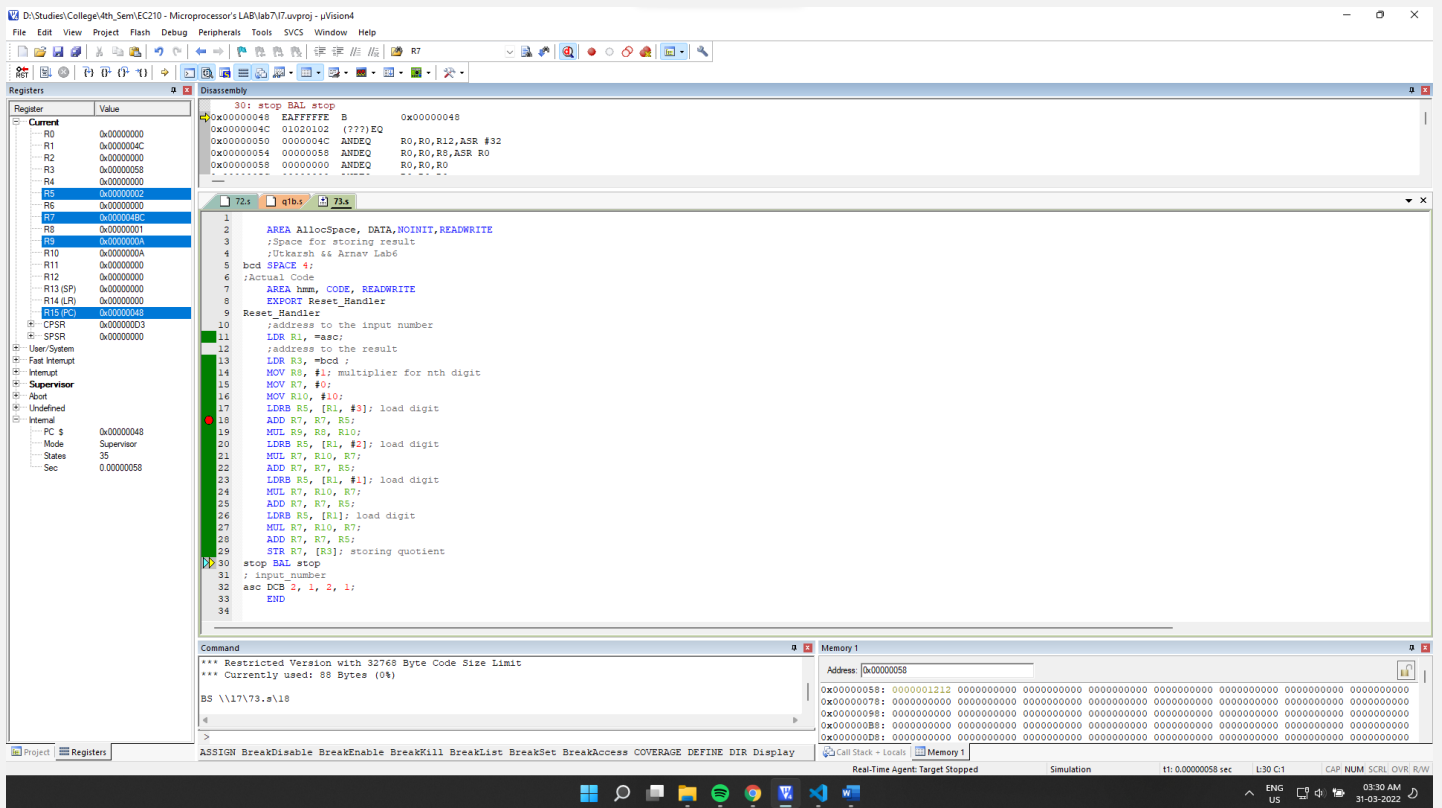 D:\Studies\College\4th_Sem\EC210 - Microprocessor's LAB\lab7\l7.uvproj - µVision4
File Edit View Project Flash Debug Peripherals Tools SVCS Window Help
R7
RST
Registers
Register Value
Current
R0 0x00000000
R1 0x0000004C
R2 0x00000000
R3 0x00000058
R4 0x00000000
R5 0x00000002
R6 0x00000000
R7 0x000004BC
R8 0x00000001
R9 0x0000000A
R10 0x0000000A
R11 0x00000000
R12 0x00000000
R13 (SP) 0x00000000
R14 (LR) 0x00000000
R15 (PC) 0x00000048
CPSR 0x000000D3
SPSR 0x00000000
User/System
Fast Interrupt
Interrupt
Supervisor
Abort
Undefined
Internal
PC $ 0x00000048
Mode Supervisor
States 35
Sec 0.00000058
Project Registers
Disassembly
30: stop BAL stop
0x00000048 EAFFFFFE B 0x00000048
0x0000004C 01020102 (???)EQ
0x00000050 0000004C ANDEQ R0,R0,R12,ASR #32
0x00000054 00000058 ANDEQ R0,R0,R8,ASR R0
0x00000058 00000000 ANDEQ R0,R0,R0
72.s q1b.s 73.s
1
2 AREA AllocSpace, DATA,NOINIT,READWRITE
3 ;Space for storing result
4 ;Utkarsh && Arnav Lab6
5 bcd SPACE 4;
6 ;Actual Code
7 AREA hmm, CODE, READWRITE
8 EXPORT Reset_Handler
9 Reset_Handler
10 ;address to the input number
11 LDR R1, =asc;
12 ;address to the result
13 LDR R3, =bcd ;
14 MOV R8, #1; multiplier for nth digit
15 MOV R7, #0;
16 MOV R10, #10;
17 LDRB R5, [R1, #3]; load digit
18 ADD R7, R7, R5;
19 MUL R9, R8, R10;
20 LDRB R5, [R1, #2]; load digit
21 MUL R7, R10, R7;
22 ADD R7, R7, R5;
23 LDRB R5, [R1, #1]; load digit
24 MUL R7, R10, R7;
25 ADD R7, R7, R5;
26 LDRB R5, [R1]; load digit
27 MUL R7, R10, R7;
28 ADD R7, R7, R5;
29 STR R7, [R3]; storing quotient
30 stop BAL stop
31 ; input_number
32 asc DCB 2, 1, 2, 1;
33 END
34
Command
*** Restricted Version with 32768 Byte Code Size Limit
*** Currently used: 88 Bytes (0%)
BS \\l7\73.s\18
>
ASSIGN BreakDisable BreakEnable BreakKill BreakList BreakSet BreakAccess COVERAGE DEFINE DIR Display
Memory 1
Address: 0x00000058
0x00000058: 0000001212 0000000000 0000000000 0000000000 0000000000 0000000000 0000000000 0000000000
0x00000078: 0000000000 0000000000 0000000000 0000000000 0000000000 0000000000 0000000000 0000000000
0x00000098: 0000000000 0000000000 0000000000 0000000000 0000000000 0000000000 0000000000 0000000000
0x000000B8: 0000000000 0000000000 0000000000 0000000000 0000000000 0000000000 0000000000 0000000000
0x000000D8: 0000000000 0000000000 0000000000 0000000000 0000000000 0000000000 0000000000 0000000000
Call Stack + Locals Memory 1
Real-Time Agent: Target Stopped Simulation t1: 0.00000058 sec L:30 C:1 CAP NUM SCRL OVR R/W
ENG
US
03:30 AM
31-03-2022